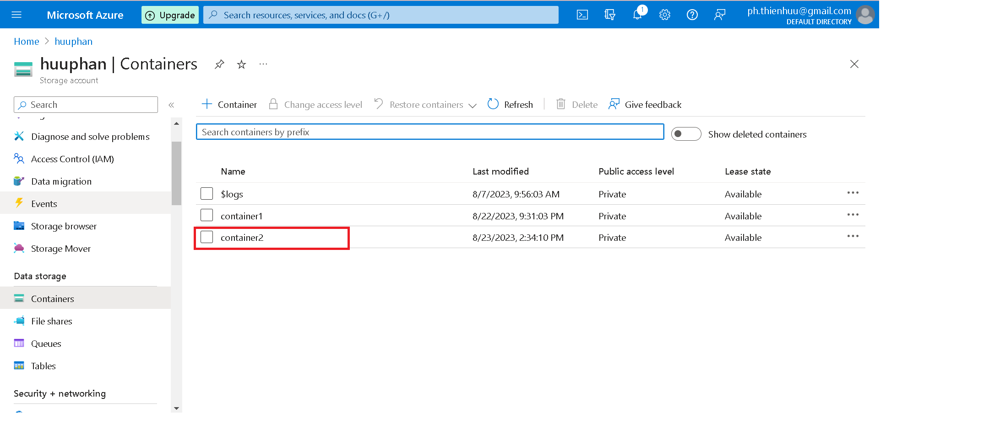 Microsoft Azure
Upgrade
Search resources, services, and docs (G+/)
1
ph.thienhuu@gmail.com
DEFAULT DIRECTORY
Home > huuphan
huuphan | Containers
...
Storage account
Search
«
Container
Change access level
Restore containers
Refresh
Delete
Give feedback
Search containers by prefix
Show deleted containers
Diagnose and solve problems
Access Control (IAM)
Data migration
Events
Storage browser
Storage Mover
Data storage
Containers
File shares
Queues
Tables
Security + networking
Name Last modified Public access level Lease state
$logs 8/7/2023, 9:56:03 AM Private Available ...
container1 8/22/2023, 9:31:03 PM Private Available ...
container2 8/23/2023, 2:34:10 PM Private Available ...